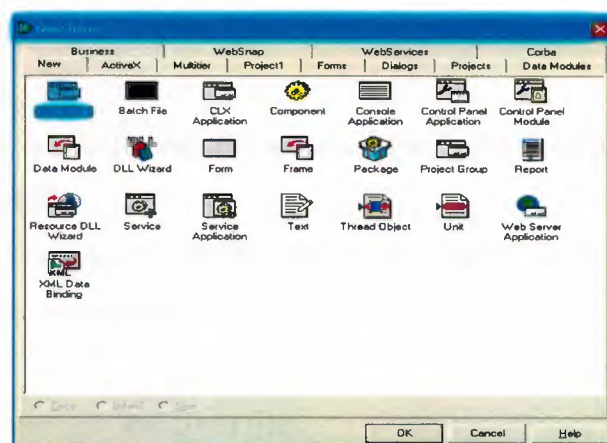 Business WebSnap WebServices Corba
New ActiveX Multitier Project1 Forms Dialogs Projects Data Modules
Batch File CLX Application Component Console Application Control Panel Application Control Panel Module
Data Module DLL Wizard Form Frame Package Project Group Report
Resource DLL Wizard Service Service Application Text Thread Object Unit Web Server Application
XML Data Binding
OK Cancel Help